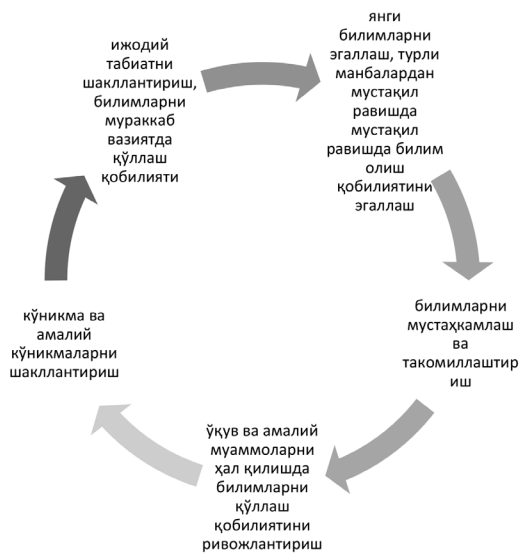 янги
билимларни
эгаллаш, турли
манбалардан
мустақил
равишда
мустақил
равишда билим
олиш
қобилиятини
эгаллаш
билимларни
мустаҳкамлаш
ва
такомиллаштир
иш
ўқув ва амалий
муаммоларни
ҳал қилишда
билимларни
қўллаш
қобилиятини
ривожлантириш
кўникма ва
амалий
кўникмаларни
шакллантириш
ижодий
табиатни
шакллантириш,
билимларни
мураккаб
вазиятда
қўллаш
қобилияти